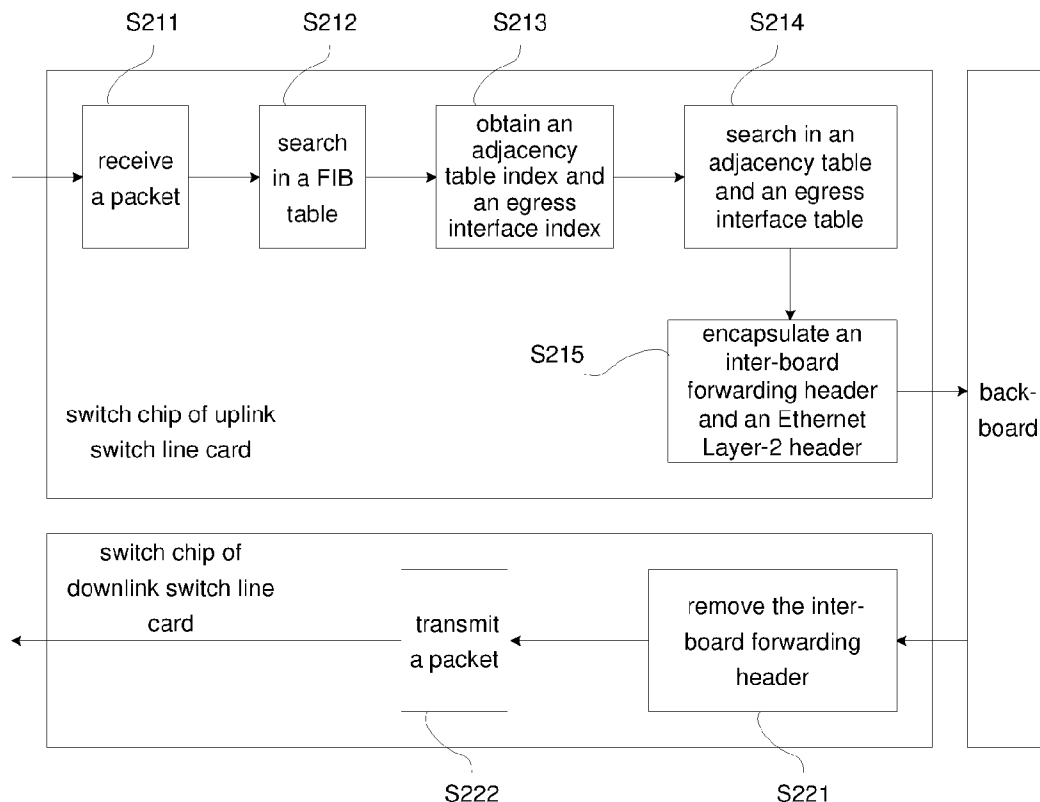 S211
S212
S213
S214
receive
a packet
search
in a FIB
table
obtain an
adjacency
table index and
an egress
interface index
search in an
adjacency table
and an egress
interface table
S215
encapsulate an
inter-board
forwarding header
and an Ethernet
Layer-2 header
switch chip of uplink
switch line card
back-
board
switch chip of
downlink switch line
card
transmit
a packet
remove the inter-
board forwarding
header
S222
S221